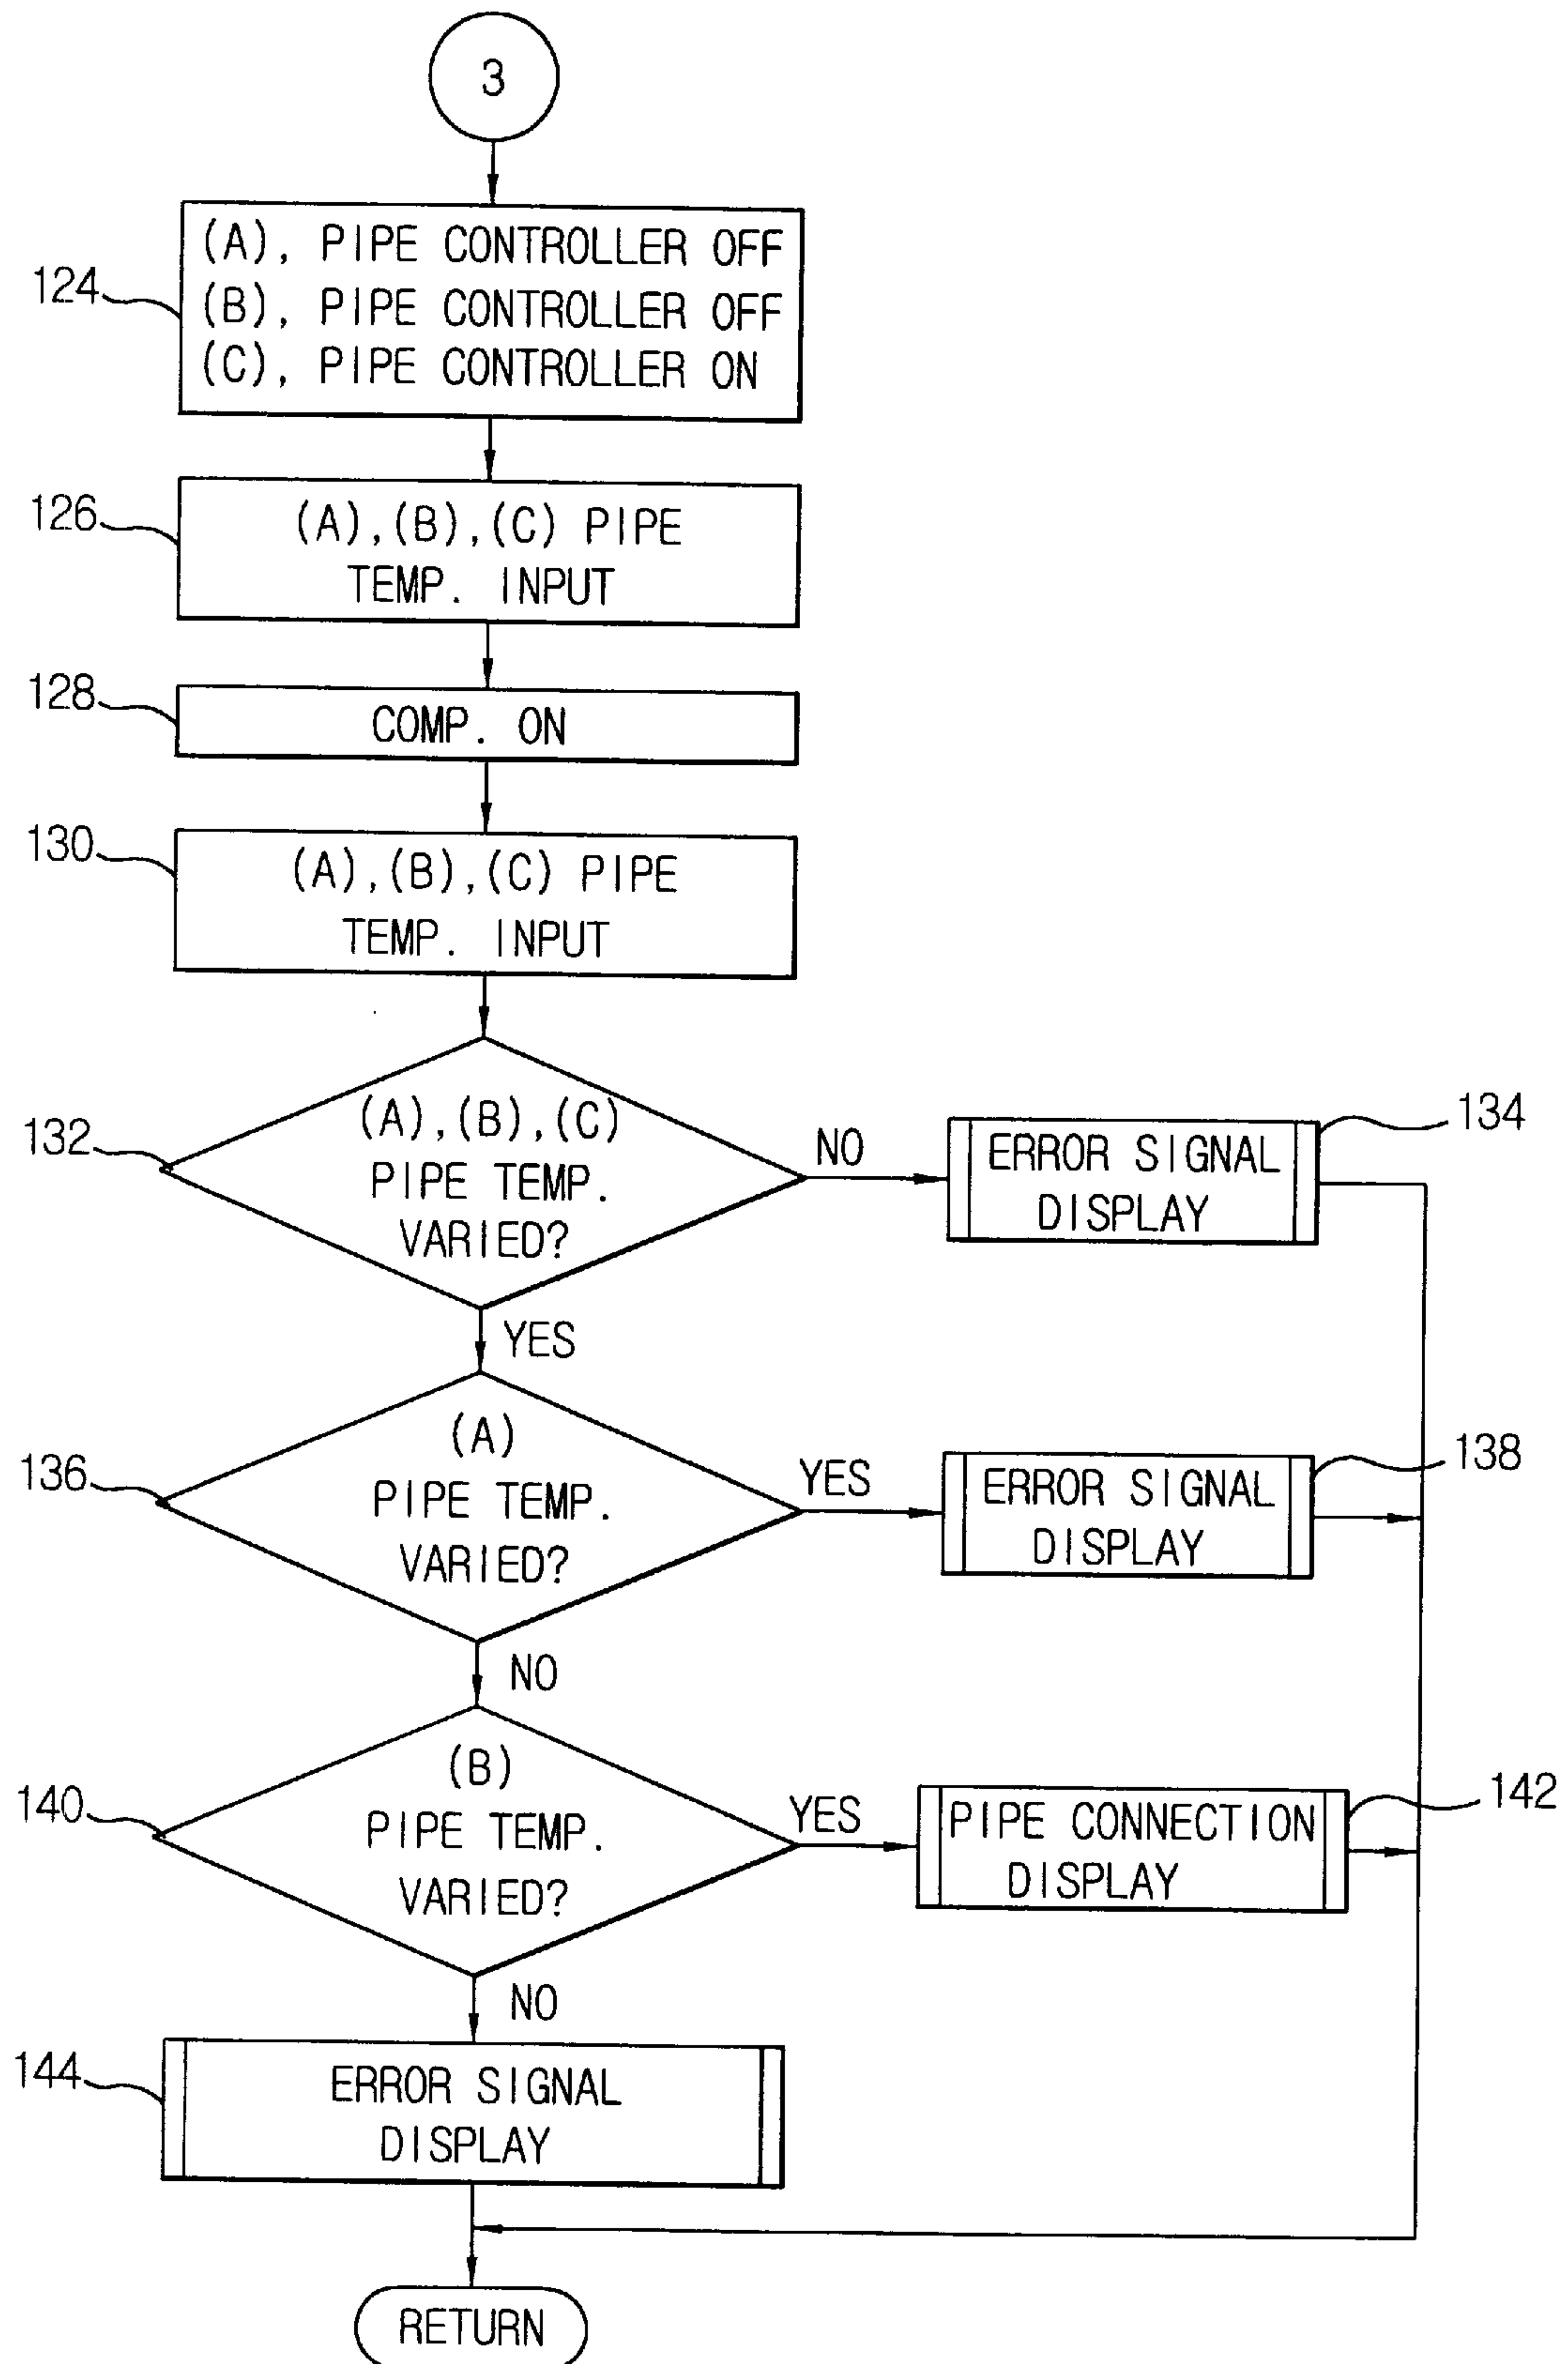 3
124
(A), PIPE CONTROLLER OFF
(B), PIPE CONTROLLER OFF
(C), PIPE CONTROLLER ON
126
(A),(B),(C) PIPE
TEMP. INPUT
128
COMP. ON
130
(A),(B),(C) PIPE
TEMP. INPUT
132
(A),(B),(C)
PIPE TEMP.
VARIED?
NO
ERROR SIGNAL
DISPLAY
134
YES
136
(A)
PIPE TEMP.
VARIED?
YES
ERROR SIGNAL
DISPLAY
138
NO
140
(B)
PIPE TEMP.
VARIED?
YES
PIPE CONNECTION
DISPLAY
142
NO
144
ERROR SIGNAL
DISPLAY
RETURN